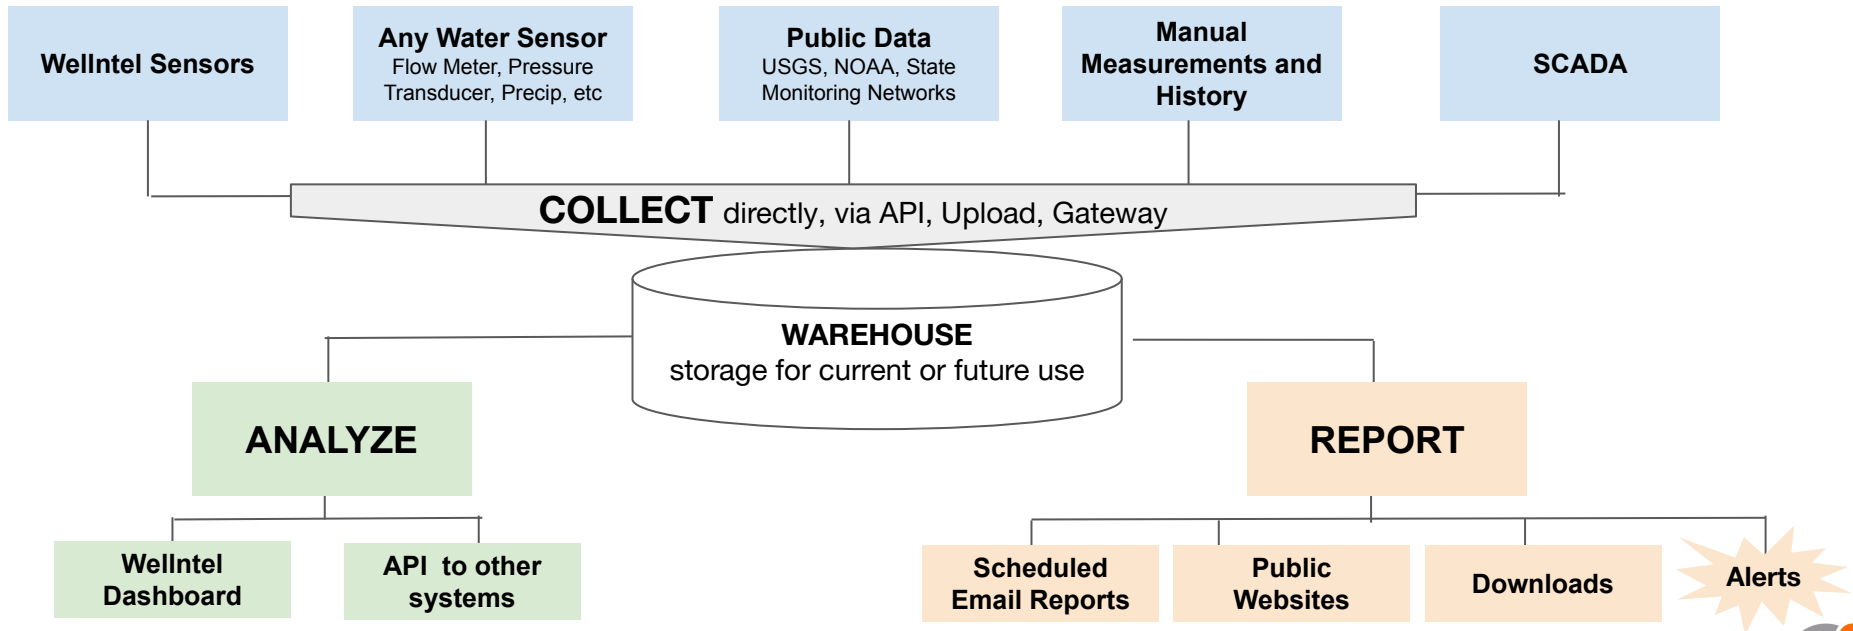 Wellntel Sensors
Any Water Sensor
Flow Meter, Pressure
Transducer, Precip, etc
Public Data
USGS, NOAA, State
Monitoring Networks
Manual
Measurements and
History
SCADA
COLLECT directly, via API, Upload, Gateway
WAREHOUSE
storage for current or future use
ANALYZE
REPORT
Wellntel
Dashboard
API to other
systems
Scheduled
Email Reports
Public
Websites
Downloads
Alerts